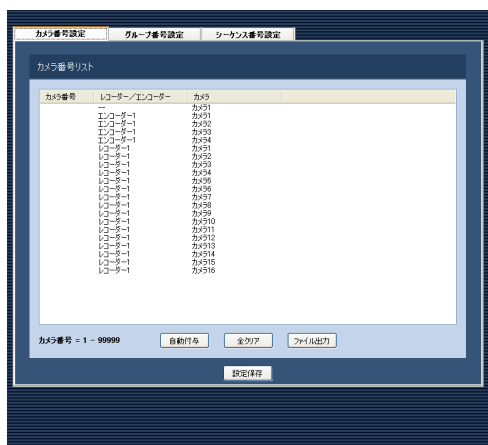 カメラ番号設定 グループ番号設定 シーケンス番号設定
カメラ番号リスト
カメラ番号 レコーダー/エンコーダー カメラ
-- カメラ1
エンコーダー1 カメラ1
エンコーダー1 カメラ2
エンコーダー1 カメラ3
エンコーダー1 カメラ4
レコーダー1 カメラ1
レコーダー1 カメラ2
レコーダー1 カメラ3
レコーダー1 カメラ4
レコーダー1 カメラ5
レコーダー1 カメラ6
レコーダー1 カメラ7
レコーダー1 カメラ8
レコーダー1 カメラ9
レコーダー1 カメラ10
レコーダー1 カメラ11
レコーダー1 カメラ12
レコーダー1 カメラ13
レコーダー1 カメラ14
レコーダー1 カメラ15
レコーダー1 カメラ16
カメラ番号 = 1 - 99999 自動付与 全クリア ファイル出力
設定保存